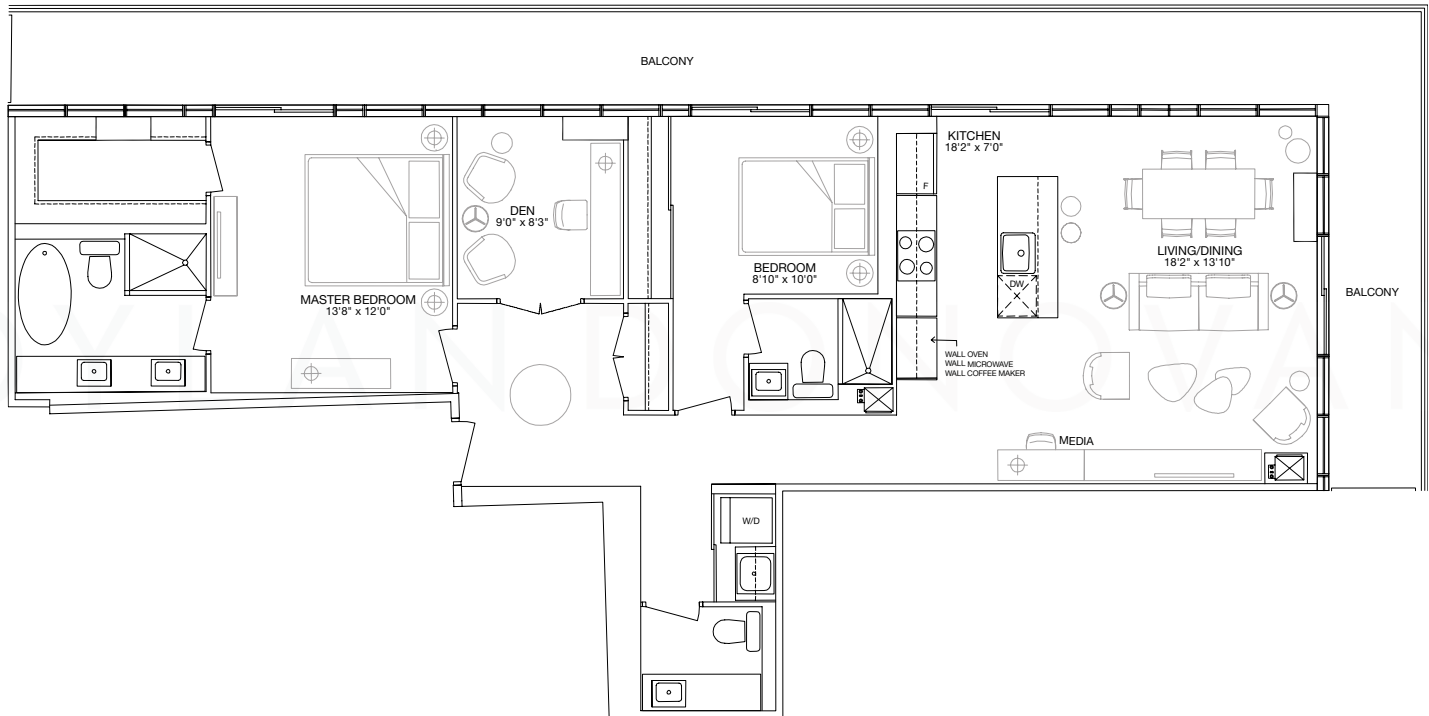 BALCONY
KITCHEN
18'2" x 7'0"
F
DEN
9'0" x 8'3"
LIVING/DINING
18'2" x 13'10"
BEDROOM
8'10" x 10'0"
DW
BALCONY
MASTER BEDROOM
13'8" x 12'0"
WALL OVEN
WALL MICROWAVE
WALL COFFEE MAKER
MEDIA
W/D
YLAN DONOVAN